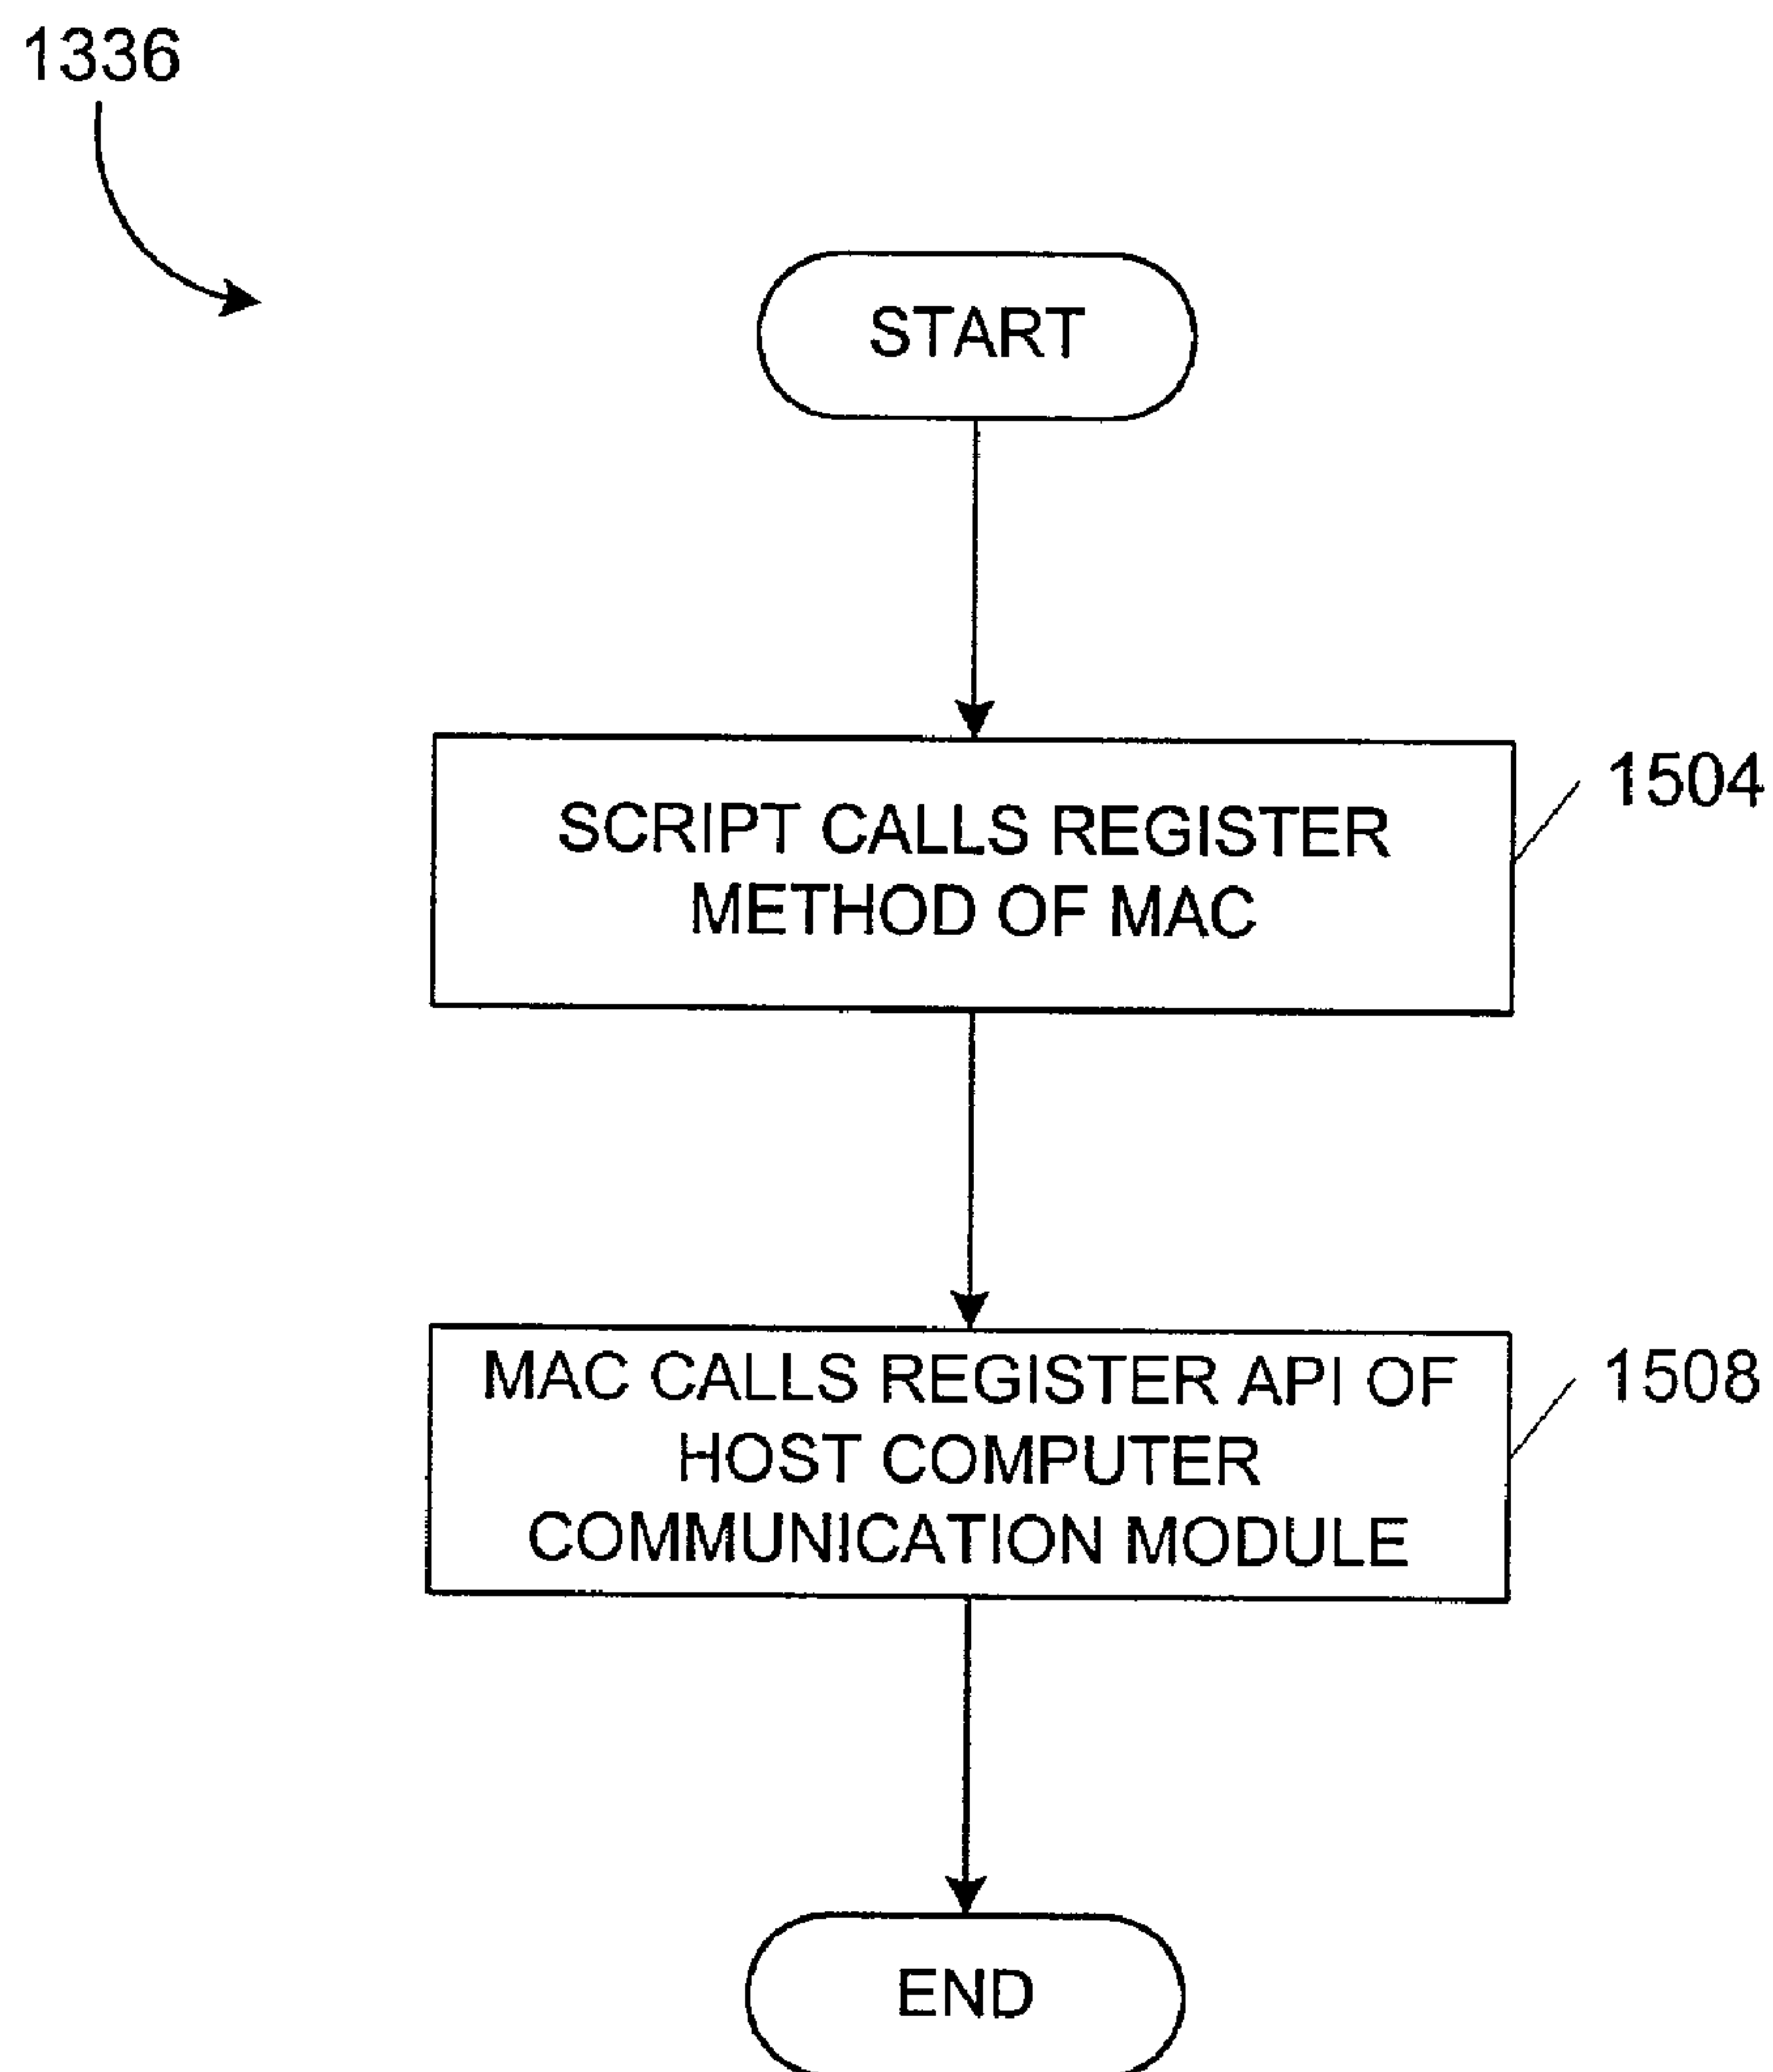 1336
START
SCRIPT CALLS REGISTER
METHOD OF MAC
1504
MAC CALLS REGISTER API OF
HOST COMPUTER
COMMUNICATION MODULE
1508
END